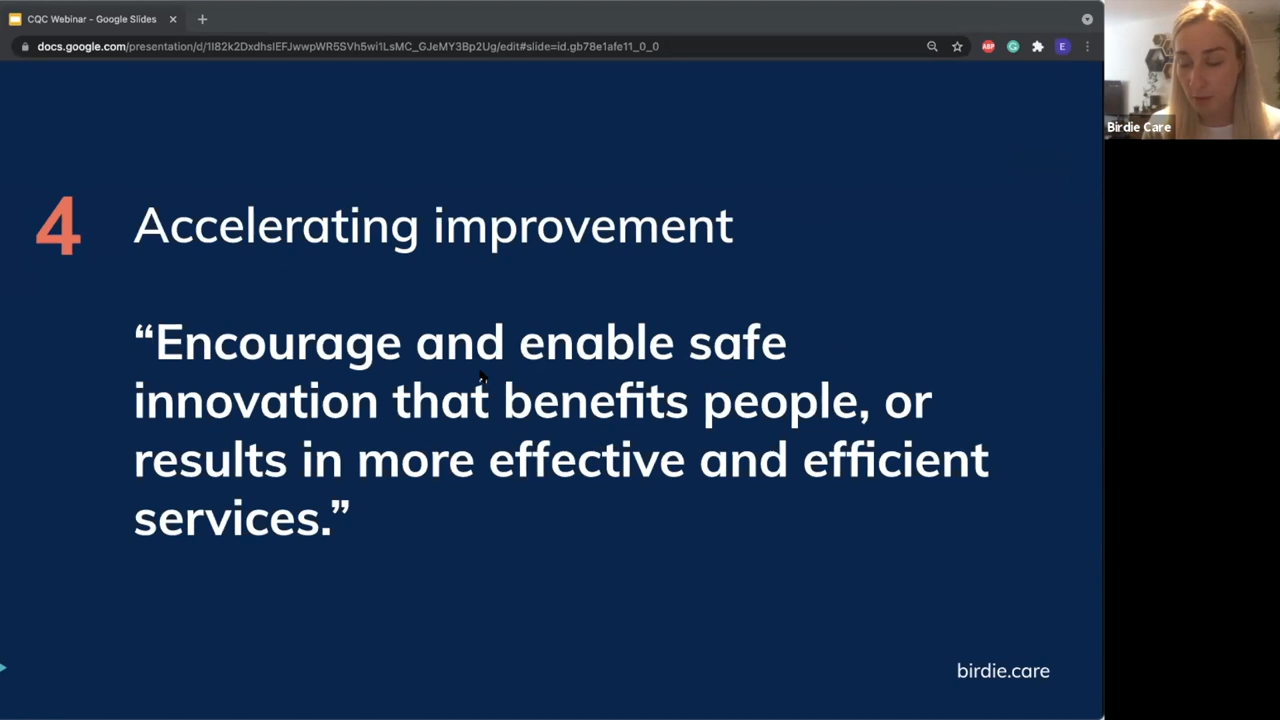 CQC Webinar - Google Slides
docs.google.com/presentation/d/1I82k2DxdhsIEFJwwpWR5SVh5wi1LsMC_GJeMY3Bp2Ug/edit#slide=id.gb78e1afe11_0_0
ABP
E
Birdie Care
4 Accelerating improvement
“Encourage and enable safe
innovation that benefits people, or
results in more effective and efficient
services.”
birdie.care